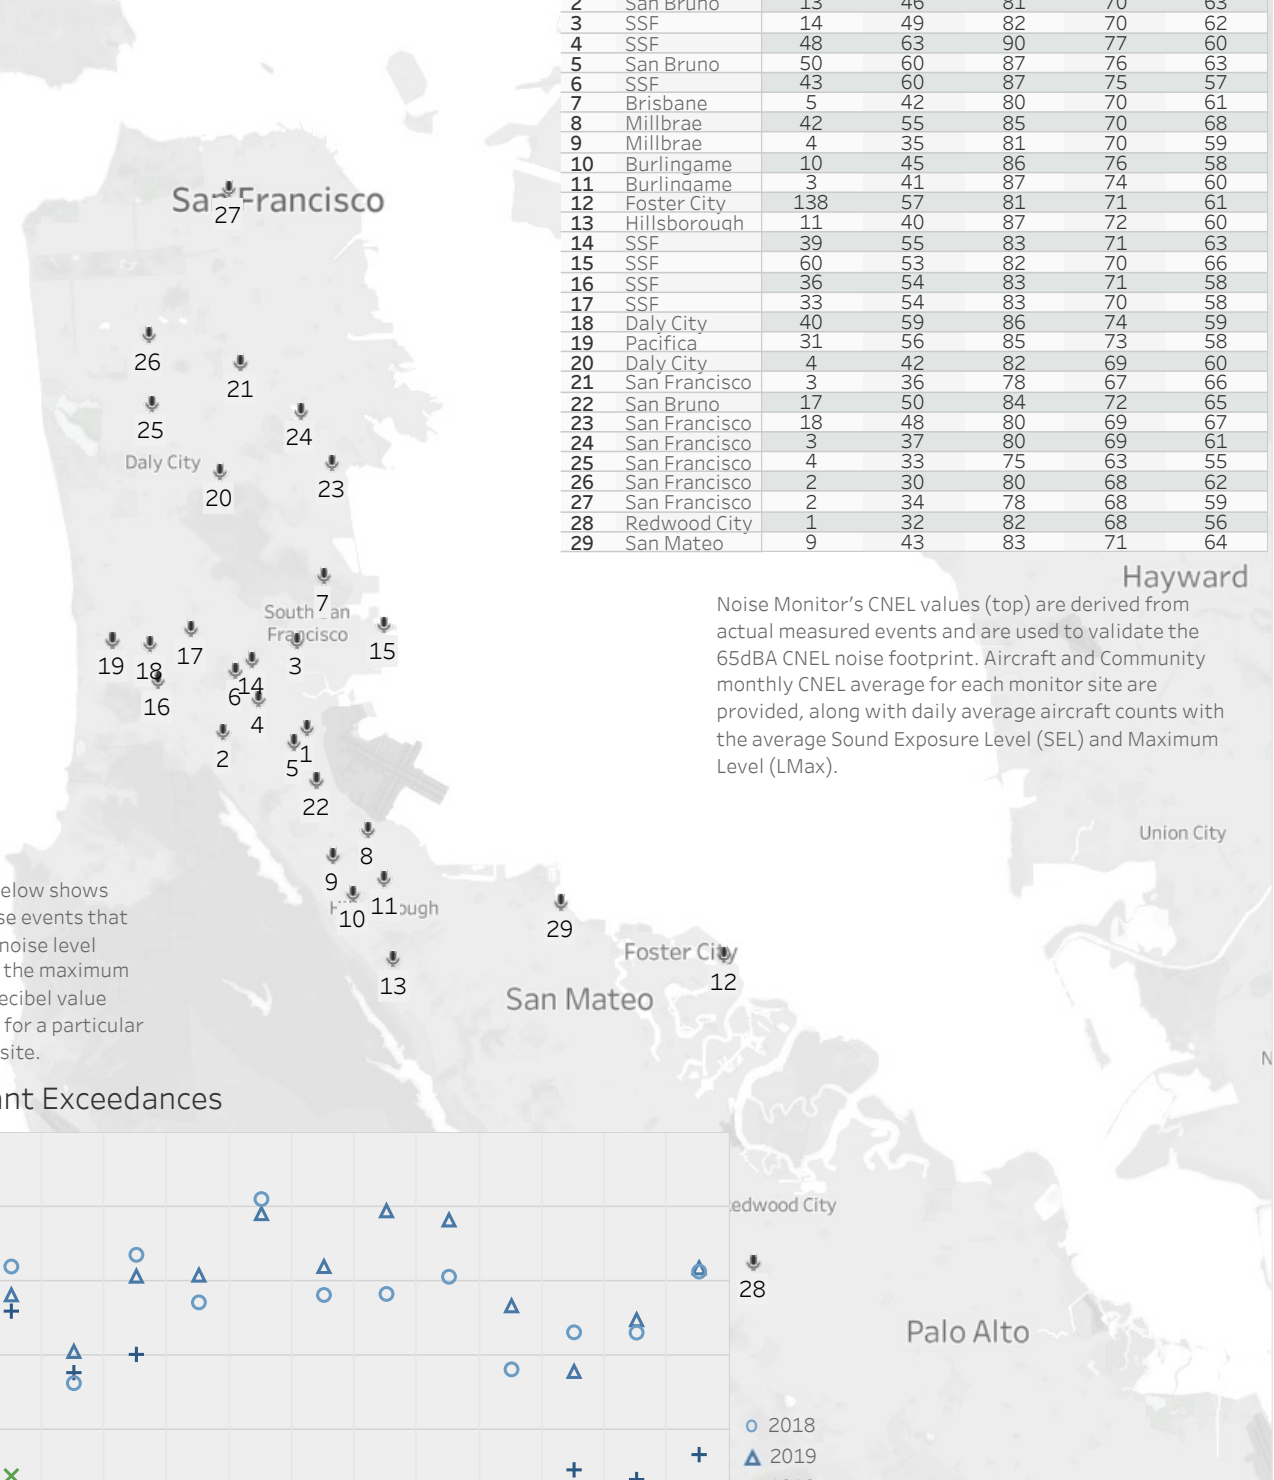 2 San Bruno 13 46 81 70 63
3 SSF 14 49 82 70 62
4 SSF 48 63 90 77 60
5 San Bruno 50 60 87 76 63
6 SSF 43 60 87 75 57
7 Brisbane 5 42 80 70 61
8 Millbrae 42 55 85 70 68
9 Millbrae 4 35 81 70 59
10 Burlingame 10 45 86 76 58
11 Burlingame 3 41 87 74 60
12 Foster City 138 57 81 71 61
13 Hillsborough 11 40 87 72 60
14 SSF 39 55 83 71 63
15 SSF 60 53 82 70 66
16 SSF 36 54 83 71 58
17 SSF 33 54 83 70 58
18 Daly City 40 59 86 74 59
19 Pacifica 31 56 85 73 58
20 Daly City 4 42 82 69 60
21 San Francisco 3 36 78 67 66
22 San Bruno 17 50 84 72 65
23 San Francisco 18 48 80 69 67
24 San Francisco 3 37 80 69 61
25 San Francisco 4 33 75 63 55
26 San Francisco 2 30 80 68 62
27 San Francisco 2 34 78 68 59
28 Redwood City 1 32 82 68 56
29 San Mateo 9 43 83 71 64
San Francisco
27
26
21
25
24
Daly City
20
23
Hayward
7
South San
Francisco
15
19
18
17
3
14
6
16
4
2
1
5
22
Noise Monitor's CNEL values (top) are derived from
actual measured events and are used to validate the
65dBA CNEL noise footprint. Aircraft and Community
monthly CNEL average for each monitor site are
provided, along with daily average aircraft counts with
the average Sound Exposure Level (SEL) and Maximum
Level (LMax).
Union City
8
9
10
11
ough
29
Foster City
12
13
San Mateo
elow shows
se events that
noise level
the maximum
ecibel value
for a particular
site.
N
nt Exceedances
edwood City
28
Palo Alto
2018
2019